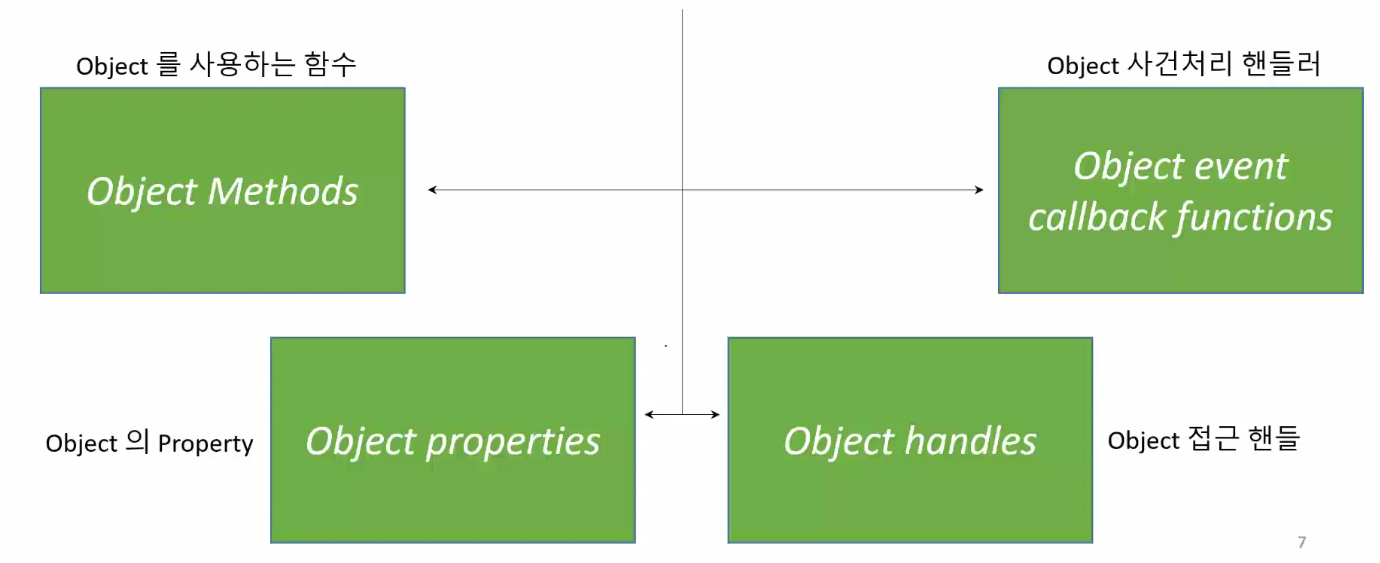 Object 를 사용하는 함수
Object 사건처리 핸들러
Object Methods
Object event
callback functions
Object 의 Property
Object properties
Object handles
Object 접근 핸들
7